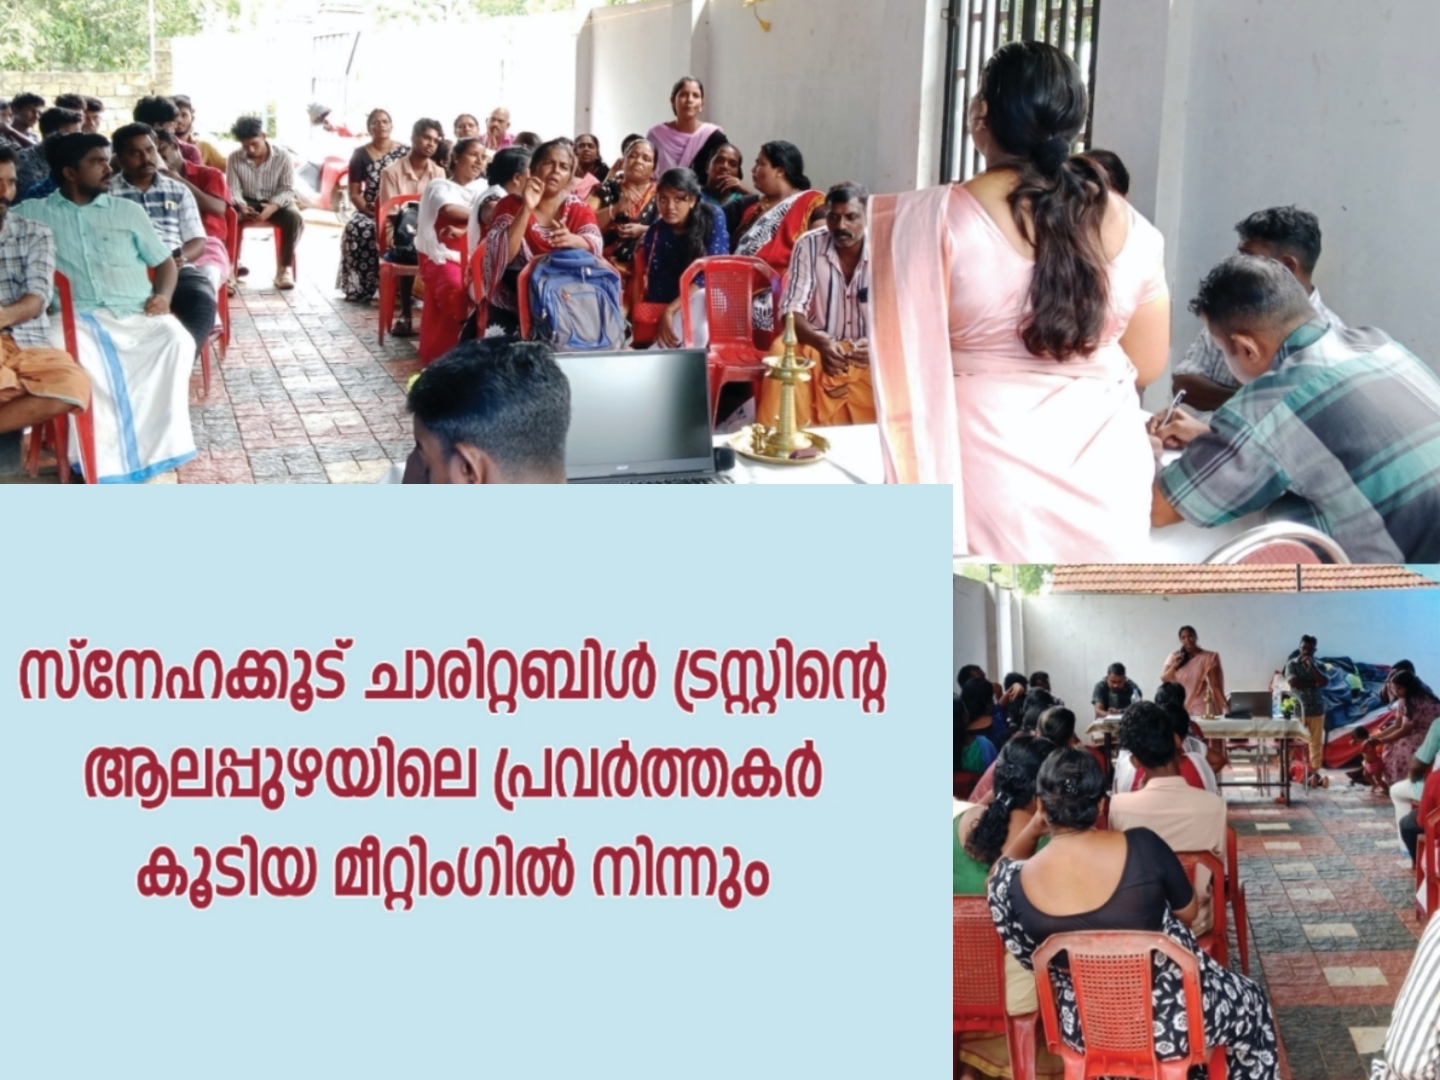 സ്നേഹക്കൂട് ചാരിറ്റബിൾ ട്രസ്റ്റിന്റെ
ആലപ്പുഴയിലെ പ്രവർത്തകർ
കൂടിയ മീറ്റിംഗിൽ നിന്നും